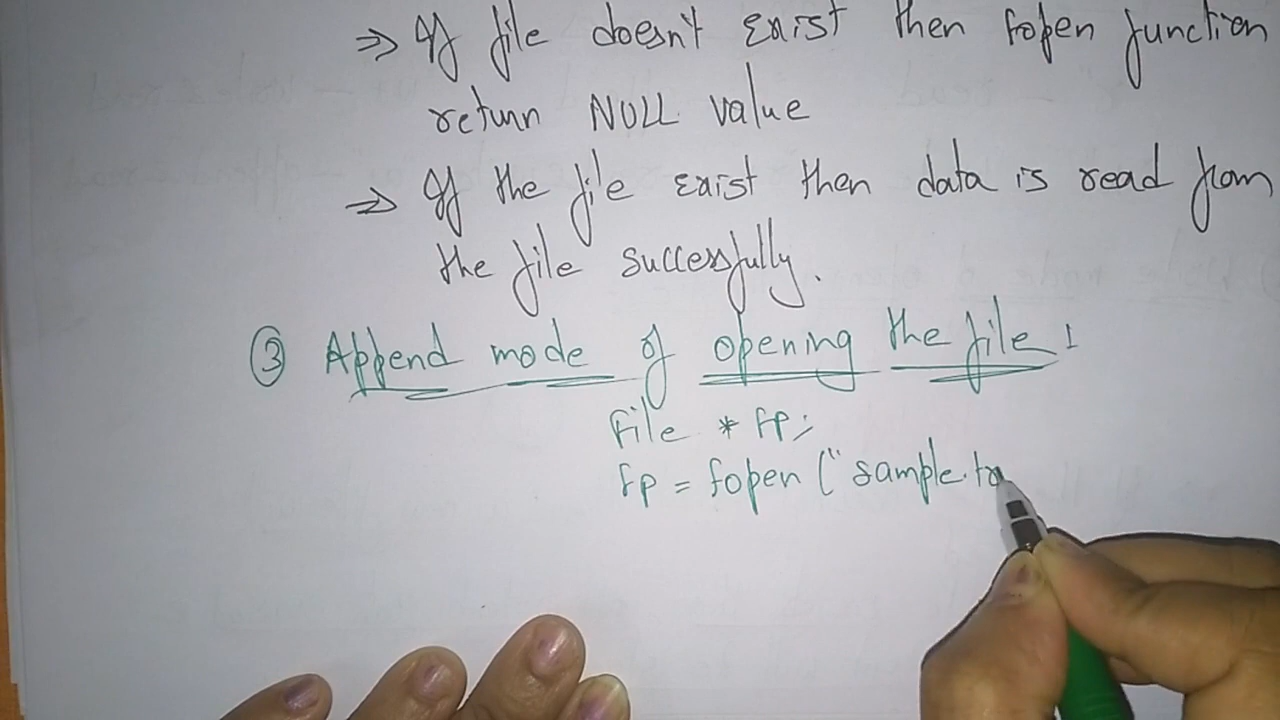 ⇒ If file doesn't exist then fopen function
return NULL value
⇒ If the file exist then data is read from
the file successfully.
③ Append mode of opening the file:
File * fp;
fp = fopen ("sample.tx